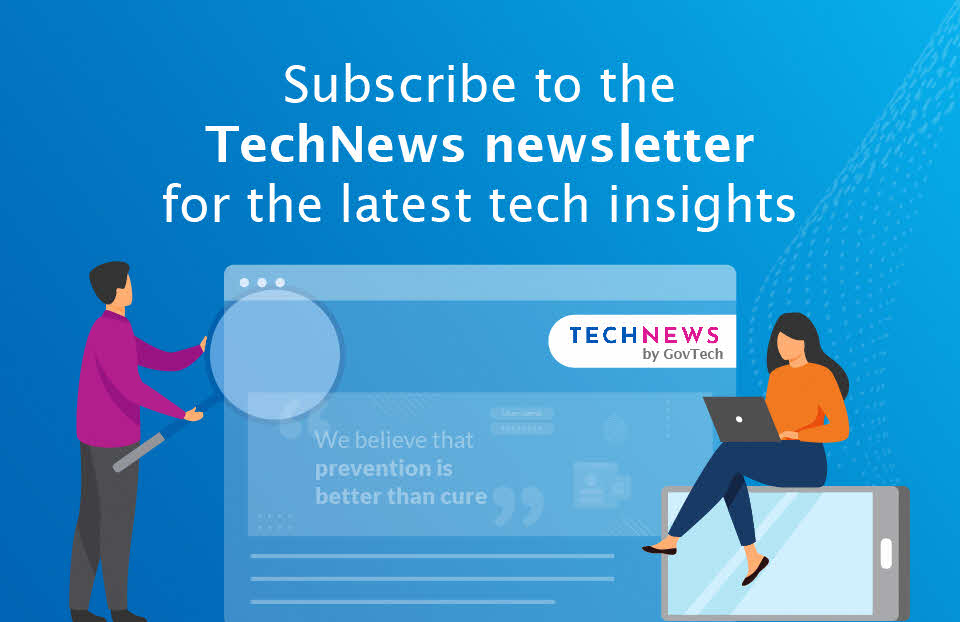 Subscribe to the
TechNews newsletter
for the latest tech insights
TECHNEWS
by GovTech
We believe that
prevention is
better than cure